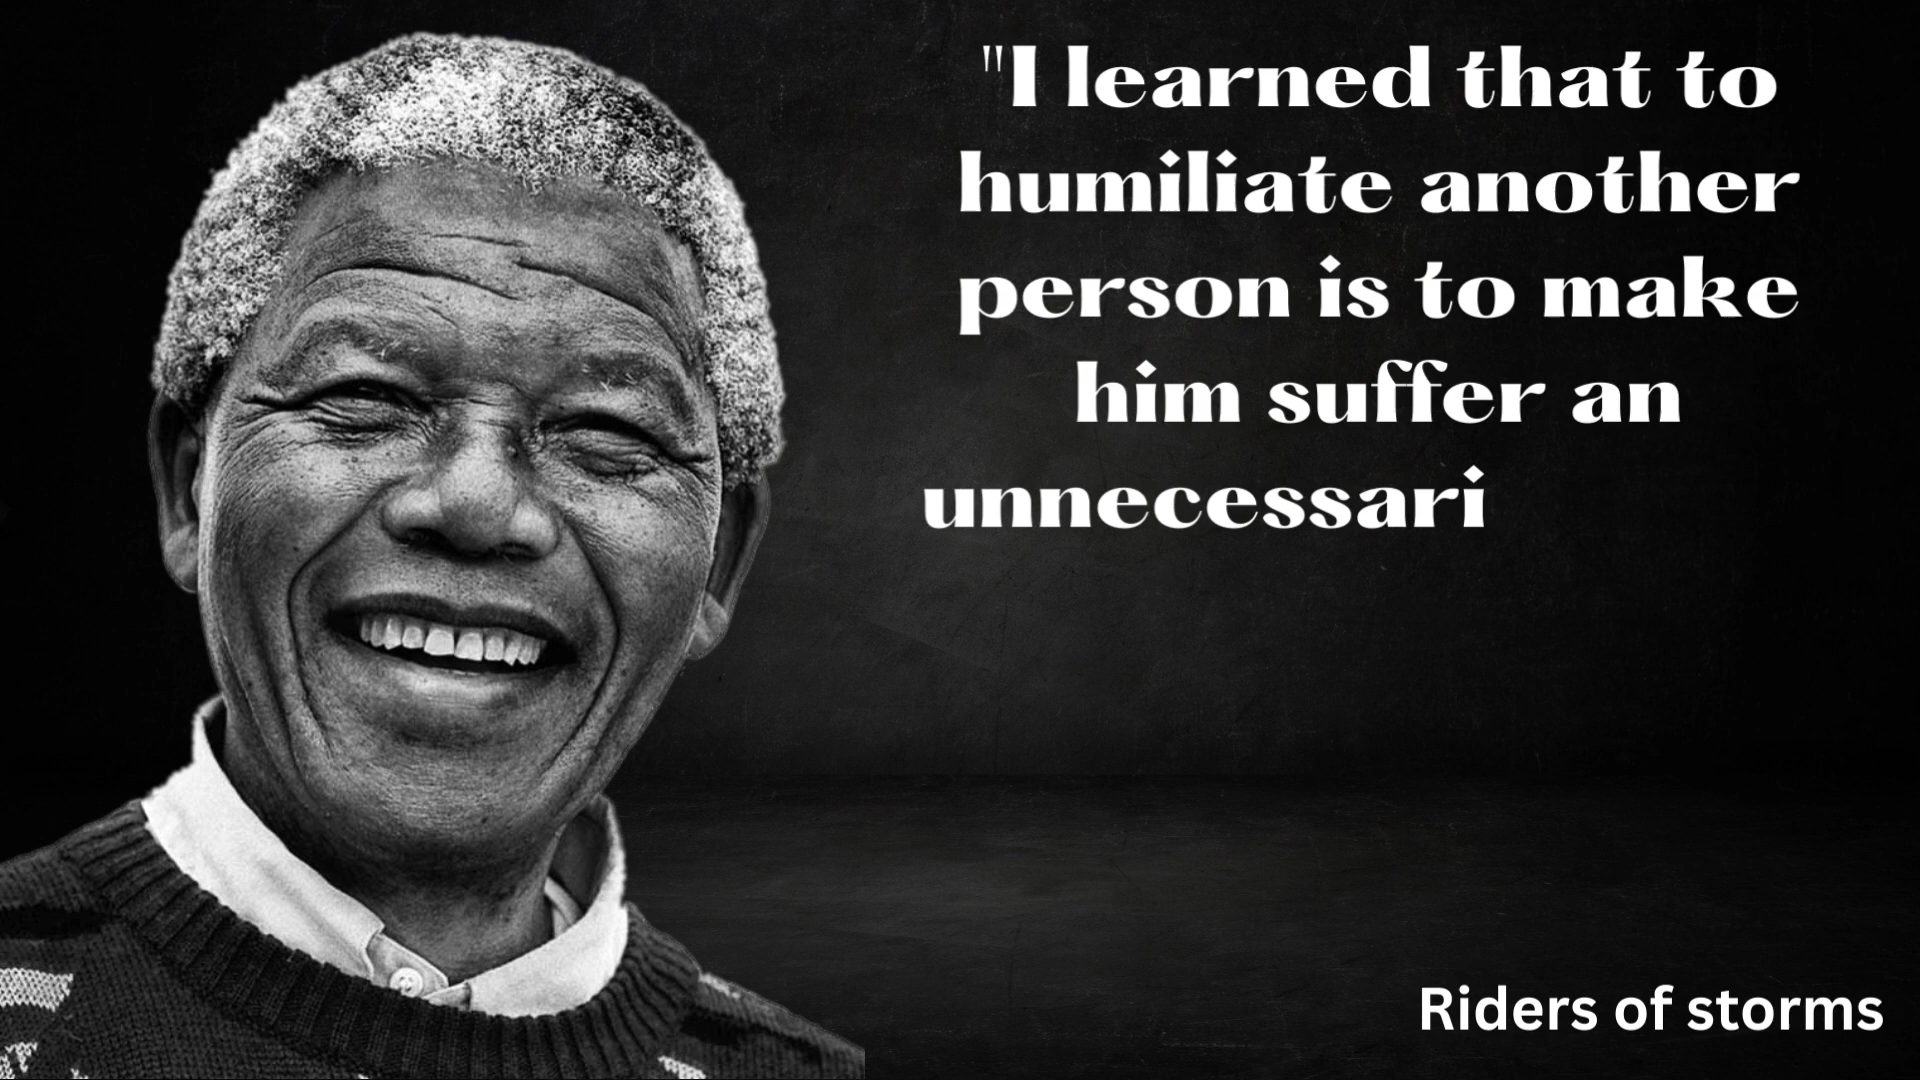 "I learned that to
humiliate another
person is to make
him suffer an
unnecessari
Riders of storms